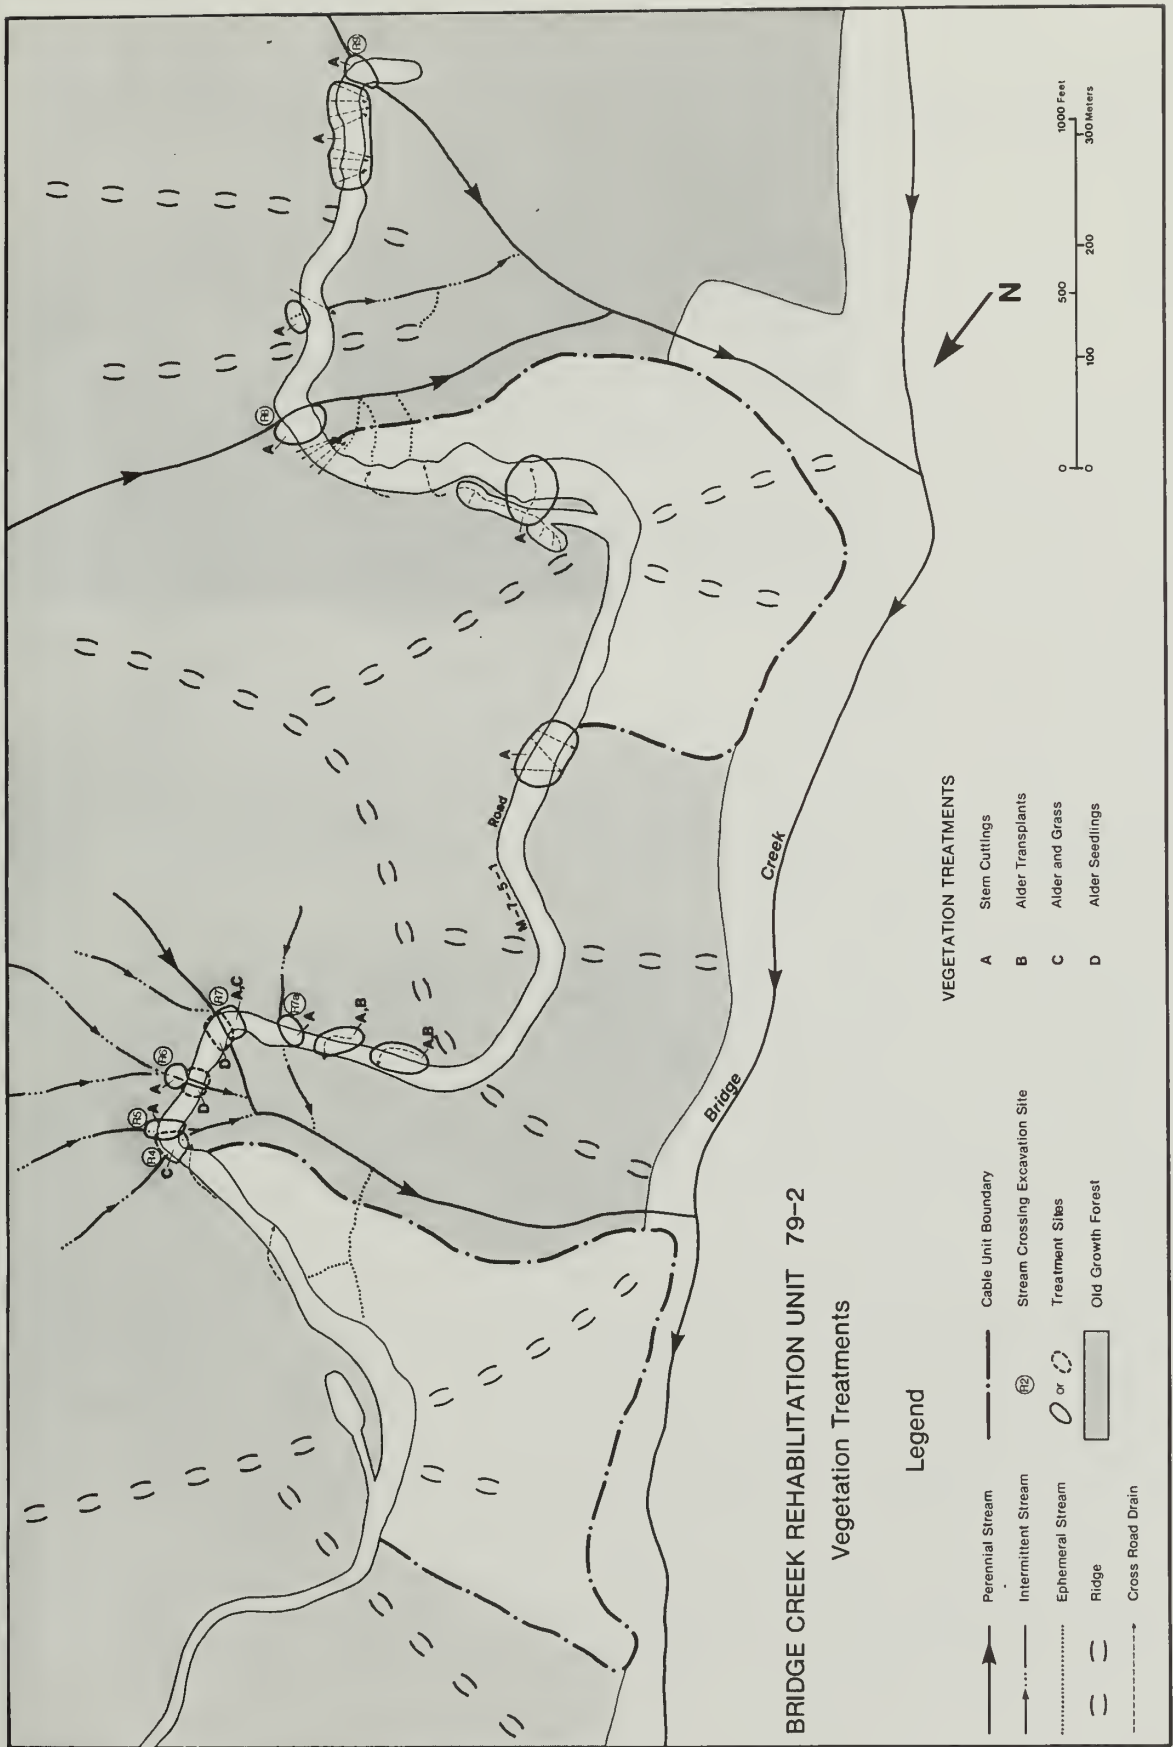 BRIDGE CREEK REHABILITATION UNIT 79-2
Vegetation Treatments
Legend
Perennial Stream
Intermittent Stream
Ephemeral Stream
Ridge
Cross Road Drain
Cable Unit Boundary
R2 Stream Crossing Excavation Site
or Treatment Sites
Old Growth Forest
VEGETATION TREATMENTS
A Stem Cuttings
B Alder Transplants
C Alder and Grass
D Alder Seedlings
0 500 1000 Feet
0 100 200 300 Meters
N
Bridge Creek
M-7-5-1 Road
R4
C
R5
A
R6
A
D
R7
A,C
D
R7a
A
A,B
A,B
A
A
R8
A
A
A
R9
A